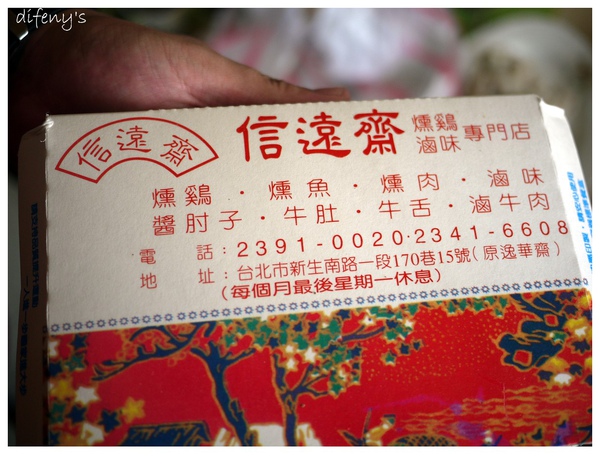 difeny's
信遠齋
信遠齋 燻鷄滷味專門店
燻鷄・燻魚・燻肉・滷味
醬肘子・牛肚・牛舌・滷牛肉
電話：2391-0020·2341-6608
地址：台北市新生南路一段170巷15號(原逸華齋)
(每個月最後星期一休息)